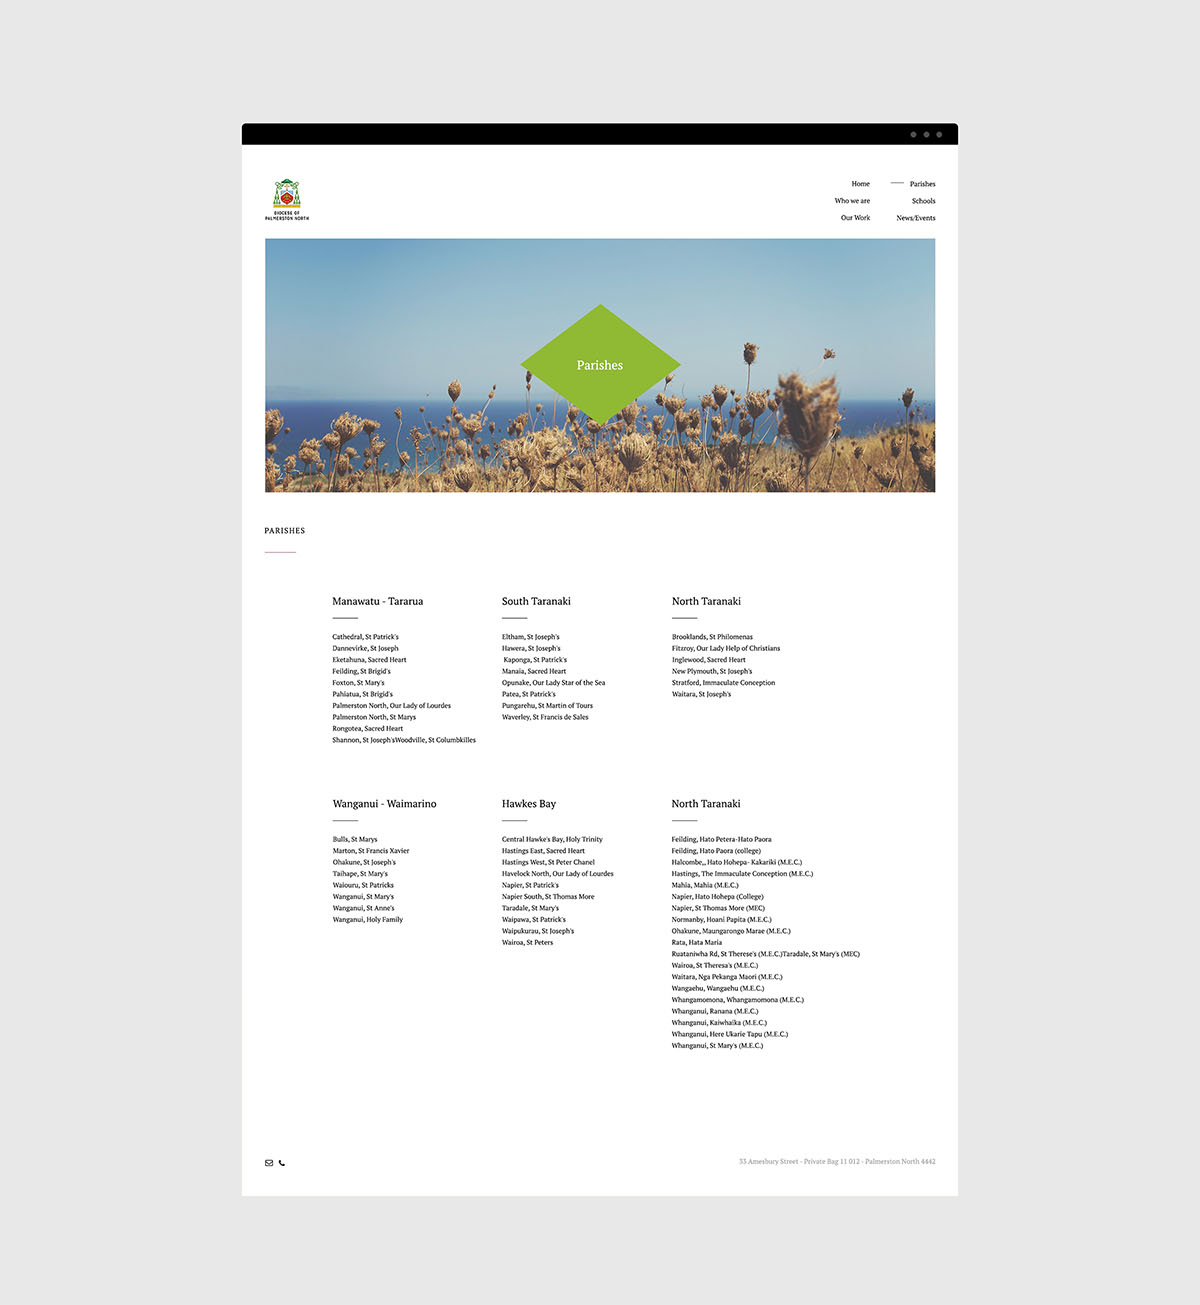 DIOCESE OF
PALMERSTON NORTH
Home
Who we are
Our Work
Parishes
Schools
News/Events
Parishes
PARISHES
Manawatu - Tararua
Cathedral, St Patrick's
Dannevirke, St Joseph
Eketahuna, Sacred Heart
Feilding, St Brigid's
Foxton, St Mary's
Pahiatua, St Brigid's
Palmerston North, Our Lady of Lourdes
Palmerston North, St Marys
Rongotea, Sacred Heart
Shannon, St Joseph'sWoodville, St Columbkilles
South Taranaki
Eltham, St Joseph's
Hawera, St Joseph's
Kaponga, St Patrick's
Manaia, Sacred Heart
Opunake, Our Lady Star of the Sea
Patea, St Patrick's
Pungarehu, St Martin of Tours
Waverley, St Francis de Sales
North Taranaki
Brooklands, St Philomenas
Fitzroy, Our Lady Help of Christians
Inglewood, Sacred Heart
New Plymouth, St Joseph's
Stratford, Immaculate Conception
Waitara, St Joseph's
Wanganui - Waimarino
Bulls, St Marys
Marton, St Francis Xavier
Ohakune, St Joseph's
Taihape, St Mary's
Waiouru, St Patricks
Wanganui, St Mary's
Wanganui, St Anne's
Wanganui, Holy Family
Hawkes Bay
Central Hawke's Bay, Holy Trinity
Hastings East, Sacred Heart
Hastings West, St Peter Chanel
Havelock North, Our Lady of Lourdes
Napier, St Patrick's
Napier South, St Thomas More
Taradale, St Mary's
Waipawa, St Patrick's
Waipukurau, St Joseph's
Wairoa, St Peters
North Taranaki
Feilding, Hato Petera-Hato Paora
Feilding, Hato Paora (college)
Halcombe,, Hato Hohepa- Kakariki (M.E.C.)
Hastings, The Immaculate Conception (M.E.C.)
Mahia, Mahia (M.E.C.)
Napier, Hato Hohepa (College)
Napier, St Thomas More (MEC)
Normanby, Hoani Papita (M.E.C.)
Ohakune, Maungarongo Marae (M.E.C.)
Rata, Hata Maria
Ruataniwha Rd, St Therese's (M.E.C.)Taradale, St Mary's (MEC)
Wairoa, St Theresa's (M.E.C.)
Waitara, Nga Pekanga Maori (M.E.C.)
Wangaehu, Wangaehu (M.E.C.)
Whangamomona, Whangamomona (M.E.C.)
Whanganui, Ranana (M.E.C.)
Whanganui, Kaiwhaika (M.E.C.)
Whanganui, Here Ukarie Tapu (M.E.C.)
Whanganui, St Mary's (M.E.C.)
33 Amesbury Street - Private Bag 11 012 - Palmerston North 4442